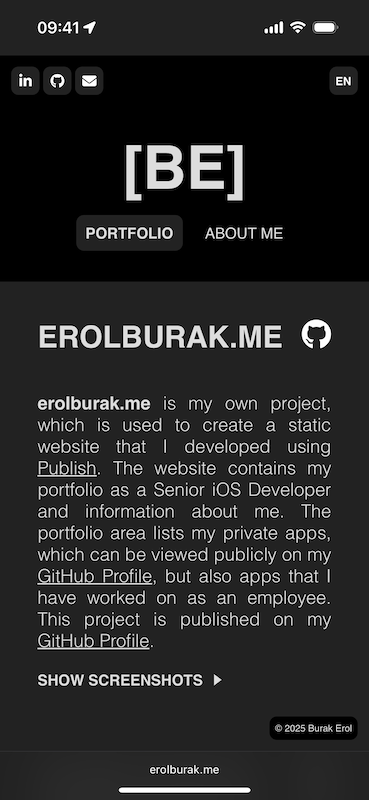 09:41
in
EN
[BE]
PORTFOLIO ABOUT ME
EROLBURAK.ME
erolburak.me is my own project,
which is used to create a static
website that I developed using
Publish. The website contains my
portfolio as a Senior iOS Developer
and information about me. The
portfolio area lists my private apps,
which can be viewed publicly on my
GitHub Profile, but also apps that I
have worked on as an employee.
This project is published on my
GitHub Profile.
SHOW SCREENSHOTS
© 2025 Burak Erol
erolburak.me